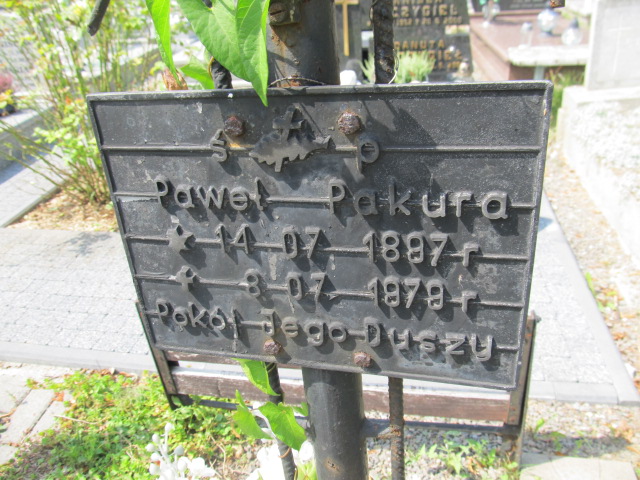 Ś P
Paweł Pakura
14 07 1897 r
8 07 1979 r
Pokój Jego Duszy